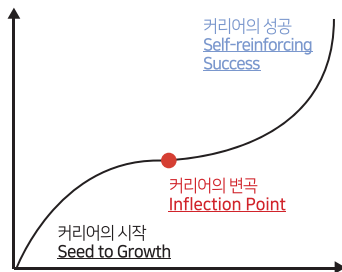 커리어의 성공
Self-reinforcing
Success
커리어의 변곡
Inflection Point
커리어의 시작
Seed to Growth